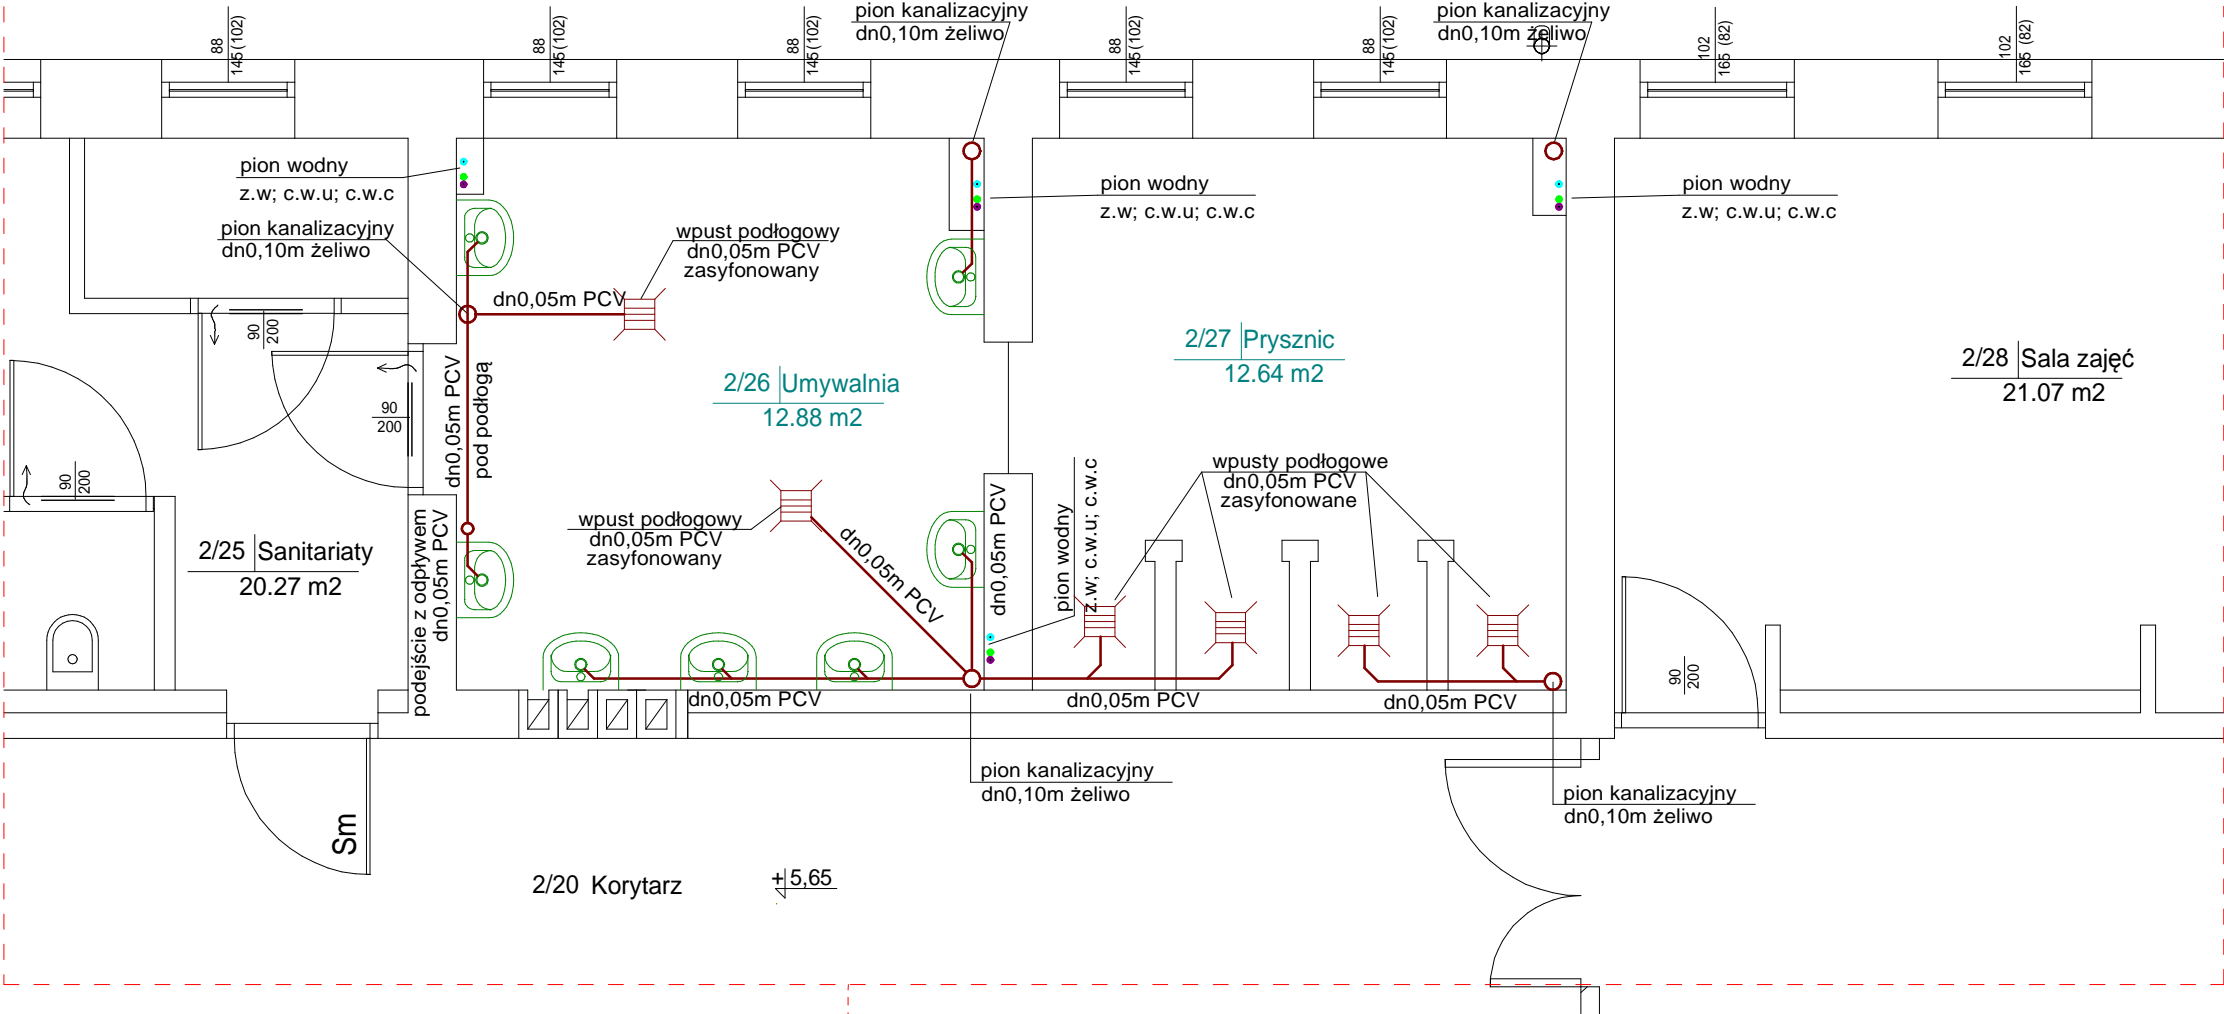 88
145 (102)
88
145 (102)
88
145 (102)
pion kanalizacyjny
dn0,10m żeliwo
88
145 (102)
88
145 (102)
pion kanalizacyjny
dn0,10m żeliwo
102
165 (82)
102
165 (82)
pion wodny
z.w; c.w.u; c.w.c
pion kanalizacyjny
dn0,10m żeliwo
wpust podłogowy
dn0,05m PCV
zasyfonowany
dn0,05m PCV
pion wodny
z.w; c.w.u; c.w.c
pion wodny
z.w; c.w.u; c.w.c
90
200
90
200
90
200
dn0,05m PCV
pod podłogą
2/26 Umywalnia
12.88 m2
2/27 Prysznic
12.64 m2
2/28 Sala zajęć
21.07 m2
wpusty podłogowe
dn0,05m PCV
zasyfonowane
wpust podłogowy
dn0,05m PCV
zasyfonowany
dn0,05m PCV
dn0,05m PCV
pion wodny
z.w; c.w.u; c.w.c
2/25 Sanitariaty
20.27 m2
podejście z odpływem
dn0,05m PCV
dn0,05m PCV
dn0,05m PCV
dn0,05m PCV
90
200
pion kanalizacyjny
dn0,10m żeliwo
pion kanalizacyjny
dn0,10m żeliwo
Sm
2/20 Korytarz
+5,65